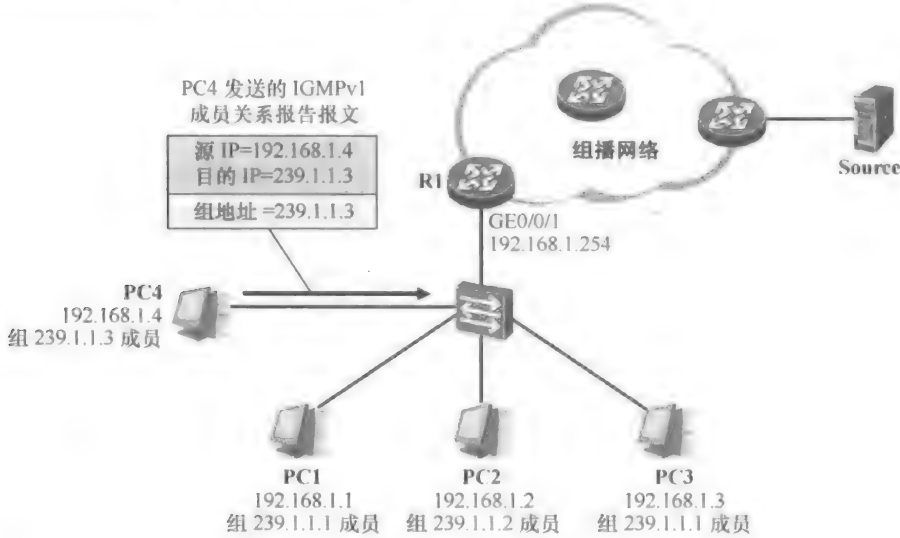 PC4 发送的 IGMPv1
成员关系报告报文
源 IP=192.168.1.4
目的 IP=239.1.1.3
组地址 =239.1.1.3
组播网络
Source
R1
GE0/0/1
192.168.1.254
PC4
192.168.1.4
组 239.1.1.3 成员
PC1
192.168.1.1
组 239.1.1.1 成员
PC2
192.168.1.2
组 239.1.1.2 成员
PC3
192.168.1.3
组 239.1.1.1 成员